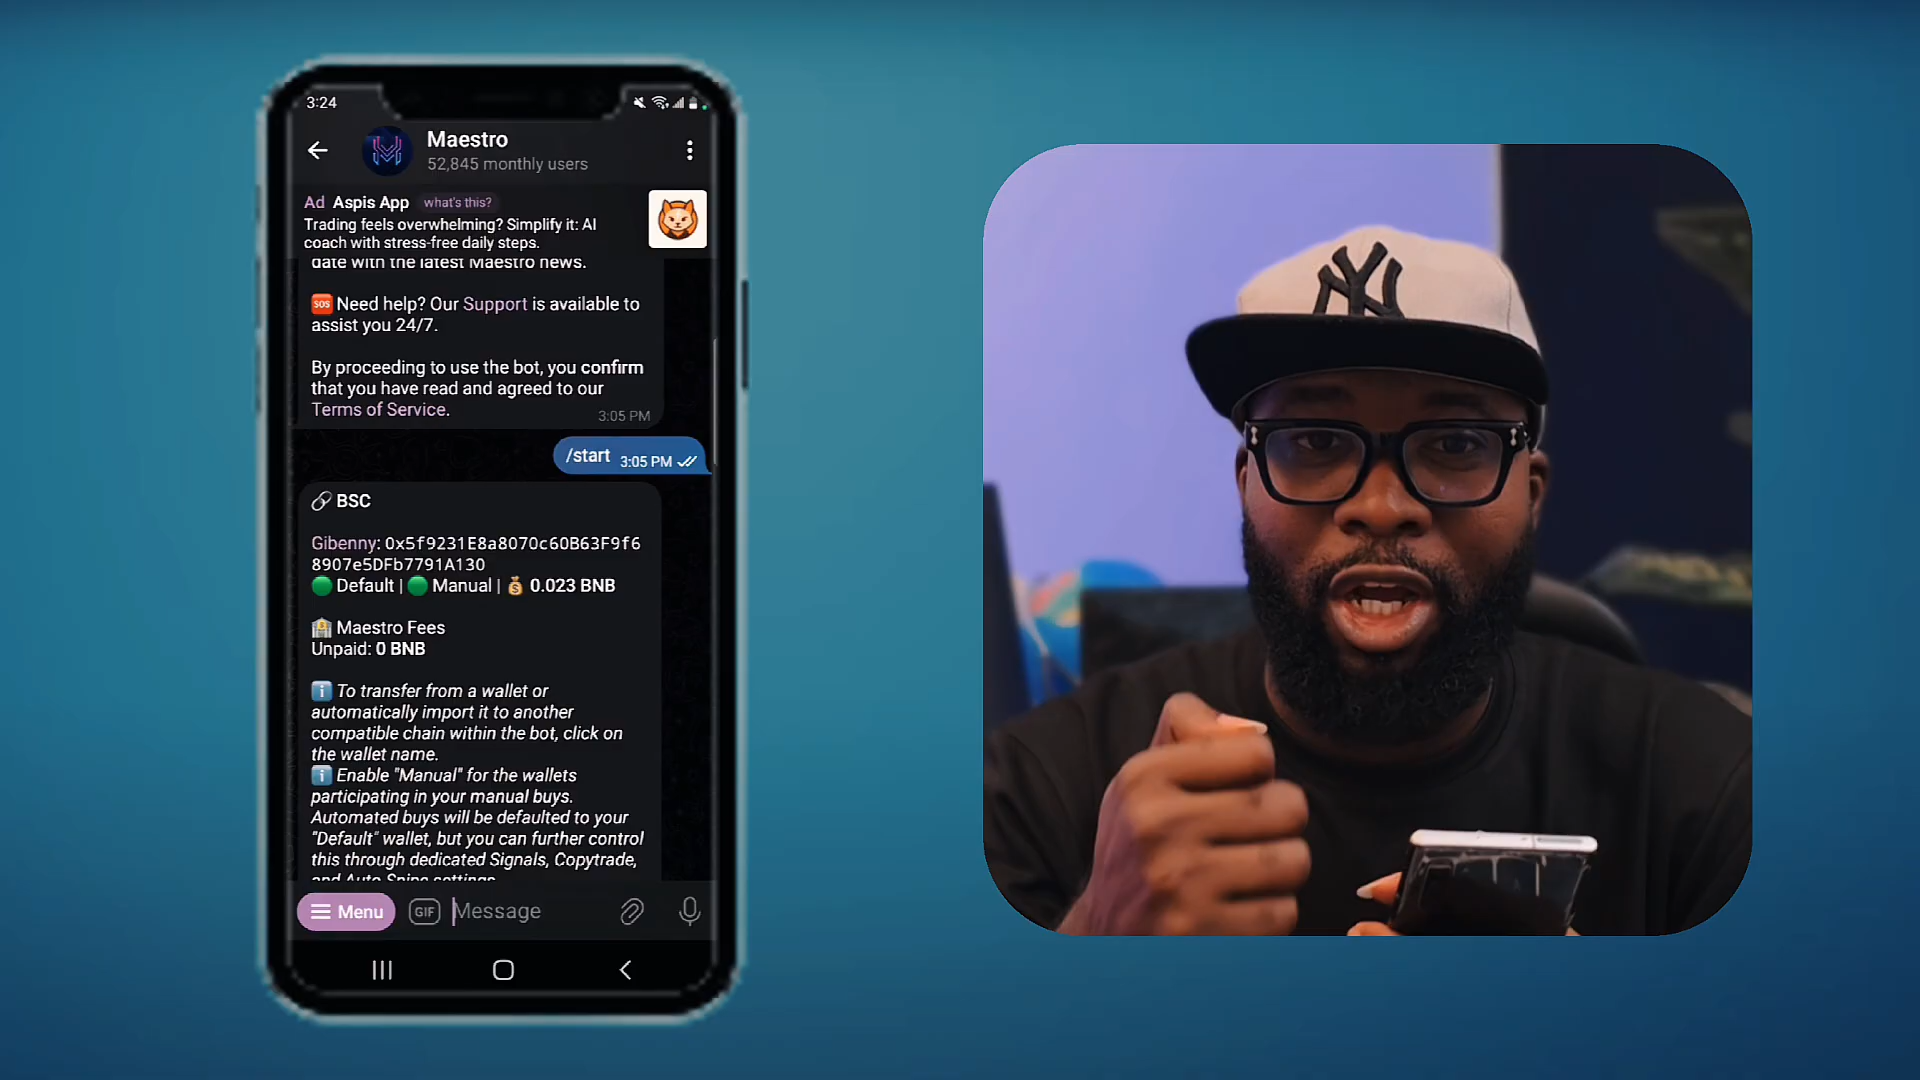 3:24
Maestro
52,845 monthly users
Ad Aspis App what's this?
Trading feels overwhelming? Simplify it: AI
coach with stress-free daily steps.
date with the latest Maestro news.
SOS Need help? Our Support is available to
assist you 24/7.
By proceeding to use the bot, you confirm
that you have read and agreed to our
Terms of Service.
3:05 PM
/start 3:05 PM
BSC
Gibenny: 0x5f9231E8a8070c60B63F9f6
8907e5DFb7791A130
Default | Manual | 0.023 BNB
Maestro Fees
Unpaid: 0 BNB
To transfer from a wallet or
automatically import it to another
compatible chain within the bot, click on
the wallet name.
Enable "Manual" for the wallets
participating in your manual buys.
Automated buys will be defaulted to your
"Default" wallet, but you can further control
this through dedicated Signals, Copytrade,
and Auto Snipe settings.
Menu GIF Message
NY